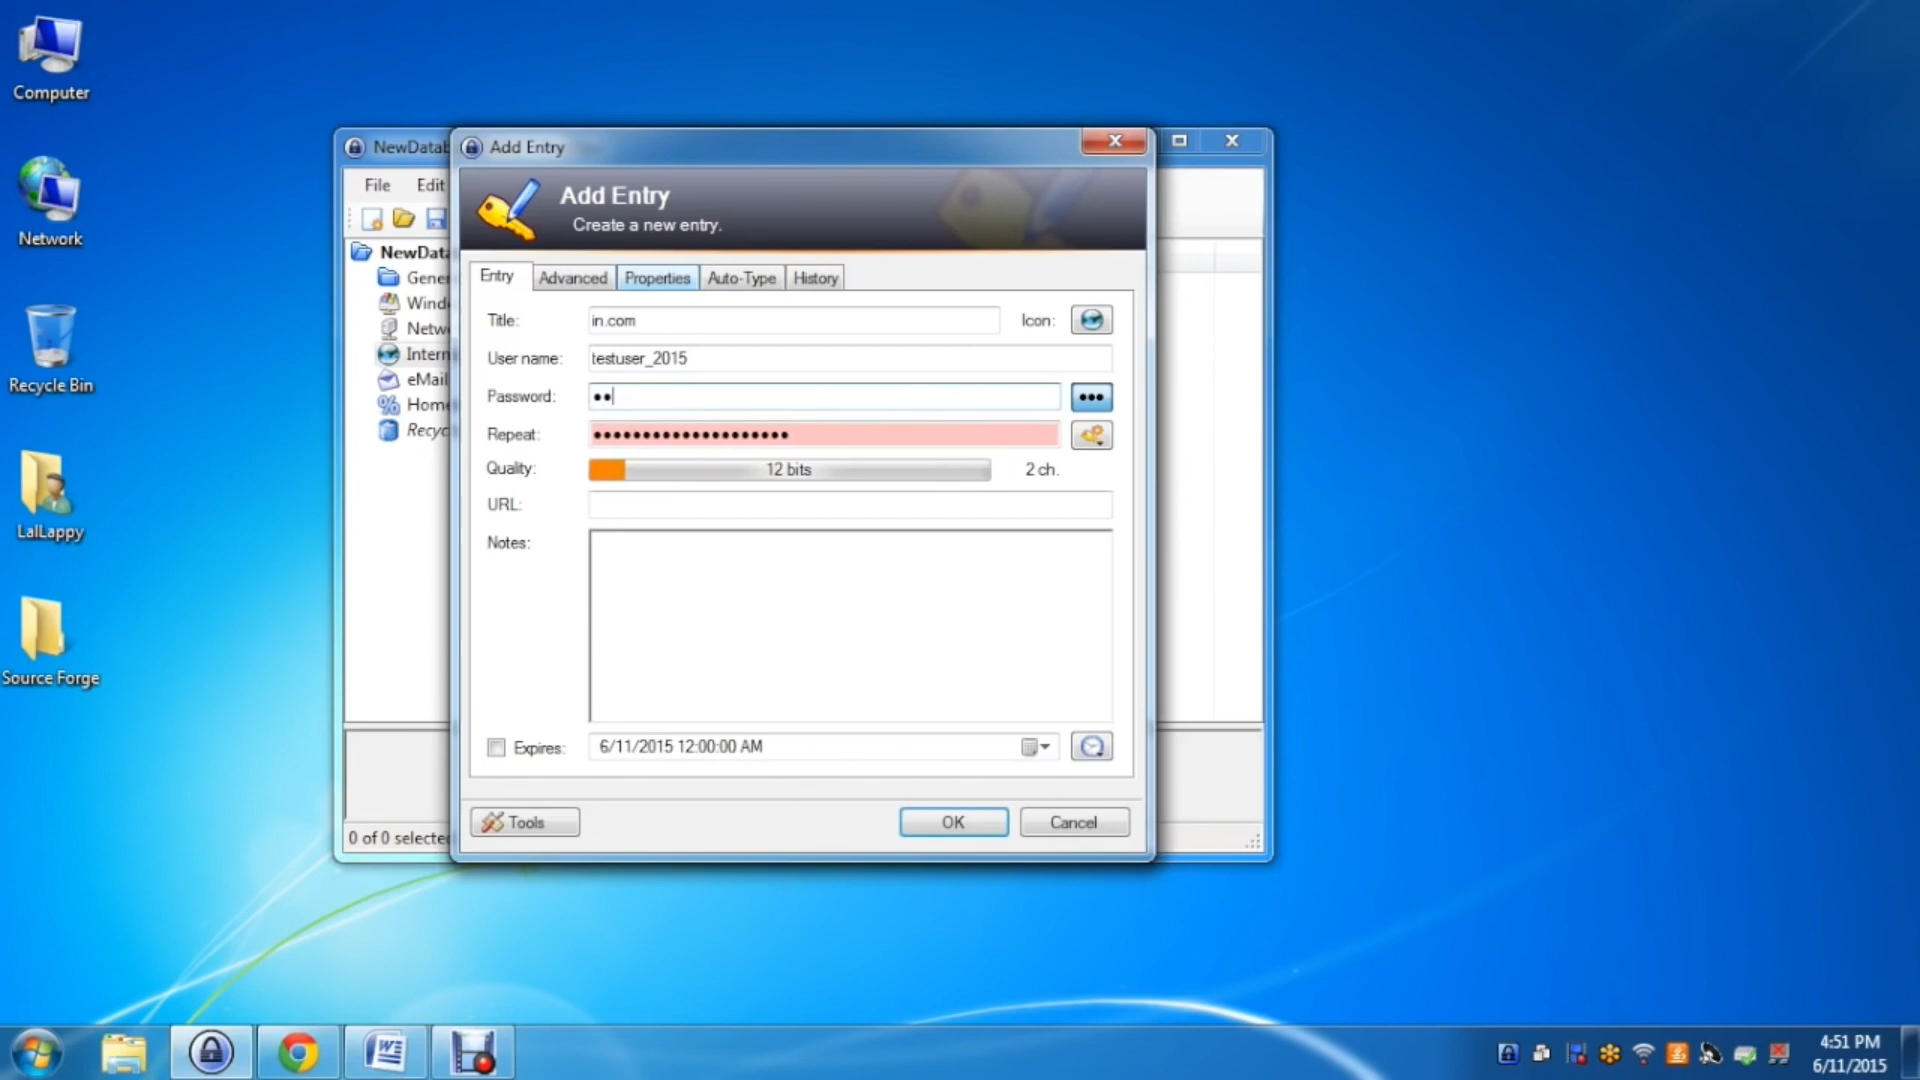 Computer
Network
Recycle Bin
LalLappy
Source Forge
NewDatab
Add Entry
File Edit
Add Entry
Create a new entry.
NewData
Gener
Wind
Netw
Intern
eMail
Home
Recyc
Entry Advanced Properties Auto-Type History
Title: in.com Icon:
User name: testuser_2015
Password: ••
Repeat: ••••••••••••••••••••
Quality: 12 bits 2 ch.
URL:
Notes:
Expires: 6/11/2015 12:00:00 AM
Tools OK Cancel
0 of 0 selected
4:51 PM
6/11/2015